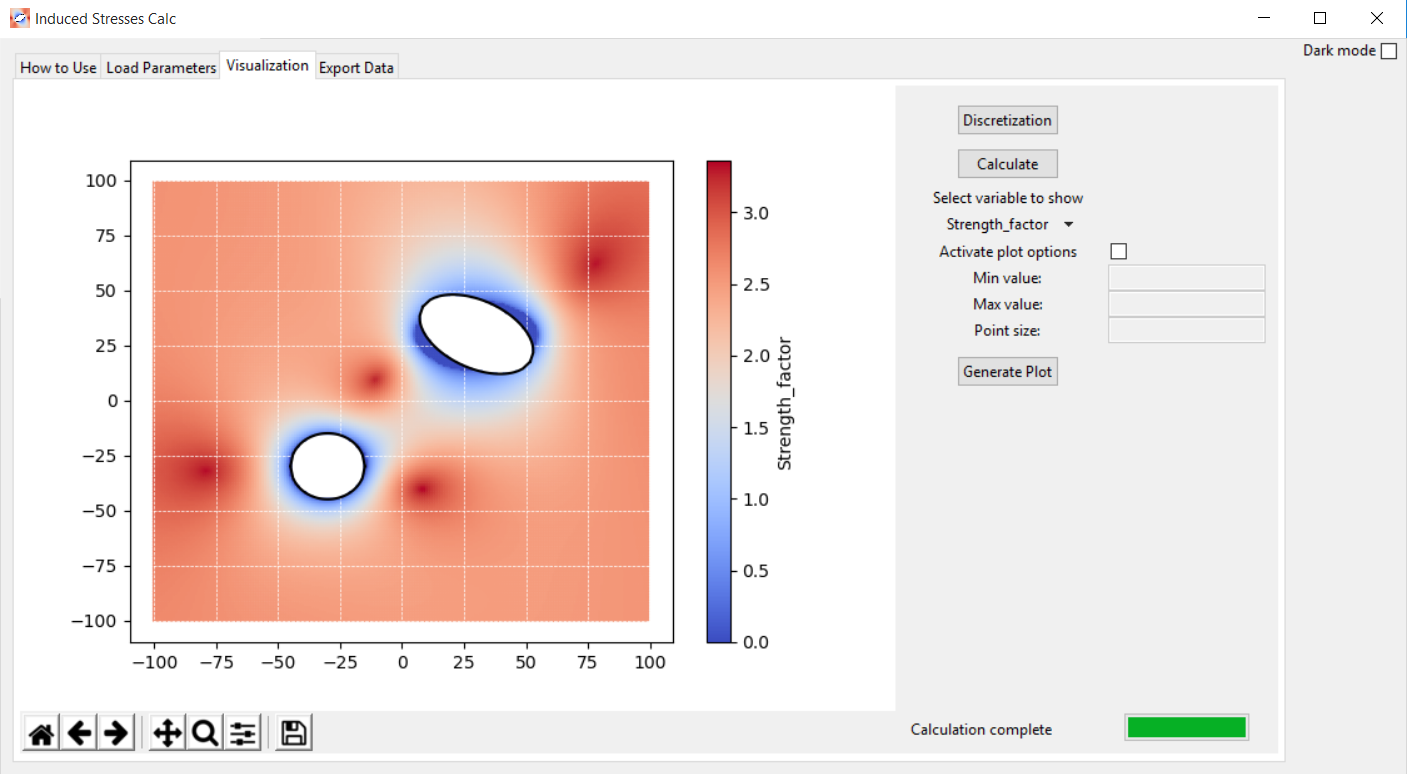 Induced Stresses Calc
Dark mode
How to Use
Load Parameters
Visualization
Export Data
100
75
50
25
0
−25
−50
−75
−100
−100
−75
−50
−25
0
25
50
75
100
3.0
2.5
2.0
1.5
1.0
0.5
0.0
Strength_factor
Discretization
Calculate
Select variable to show
Strength_factor
Activate plot options
Min value:
Max value:
Point size:
Generate Plot
Calculation complete